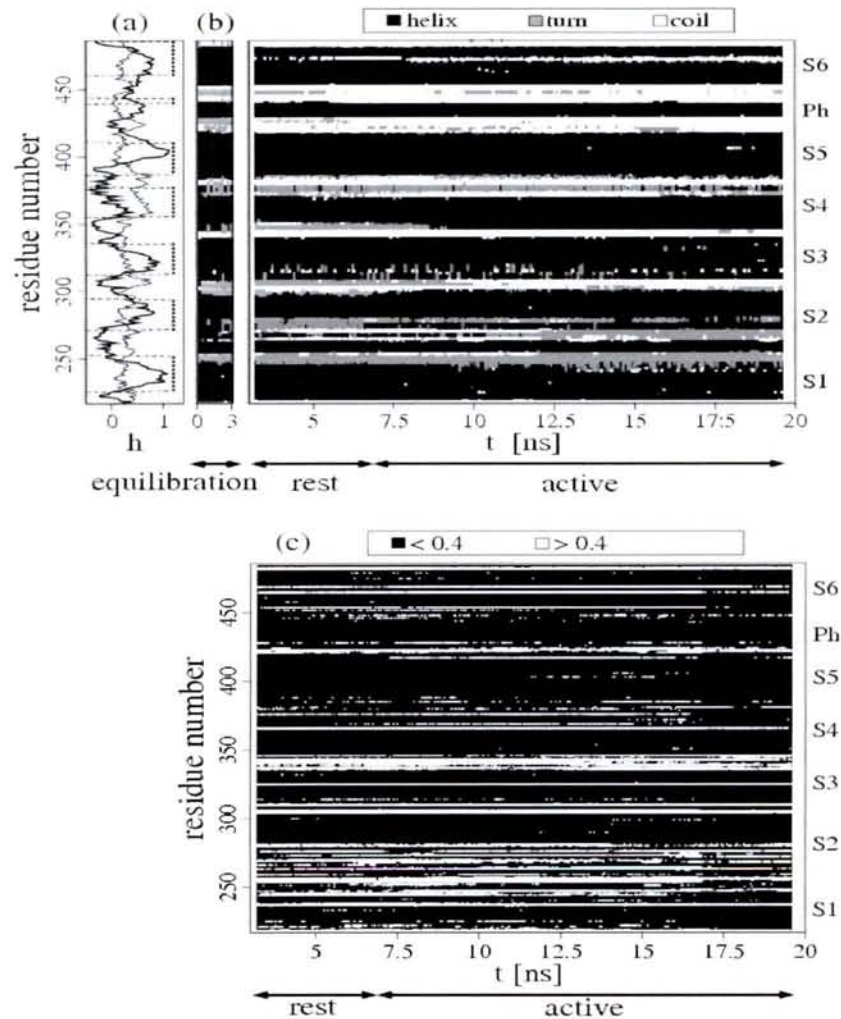 (a) (b) helix turn coil
residue number
450
400
350
300
250
S6
Ph
S5
S4
S3
S2
S1
0 1 0 3 5 7.5 10 12.5 15 17.5 20
h t [ns]
equilibration rest active
(c) < 0.4 > 0.4
residue number
450
400
350
300
250
S6
Ph
S5
S4
S3
S2
S1
5 7.5 10 12.5 15 17.5 20
t [ns]
rest active